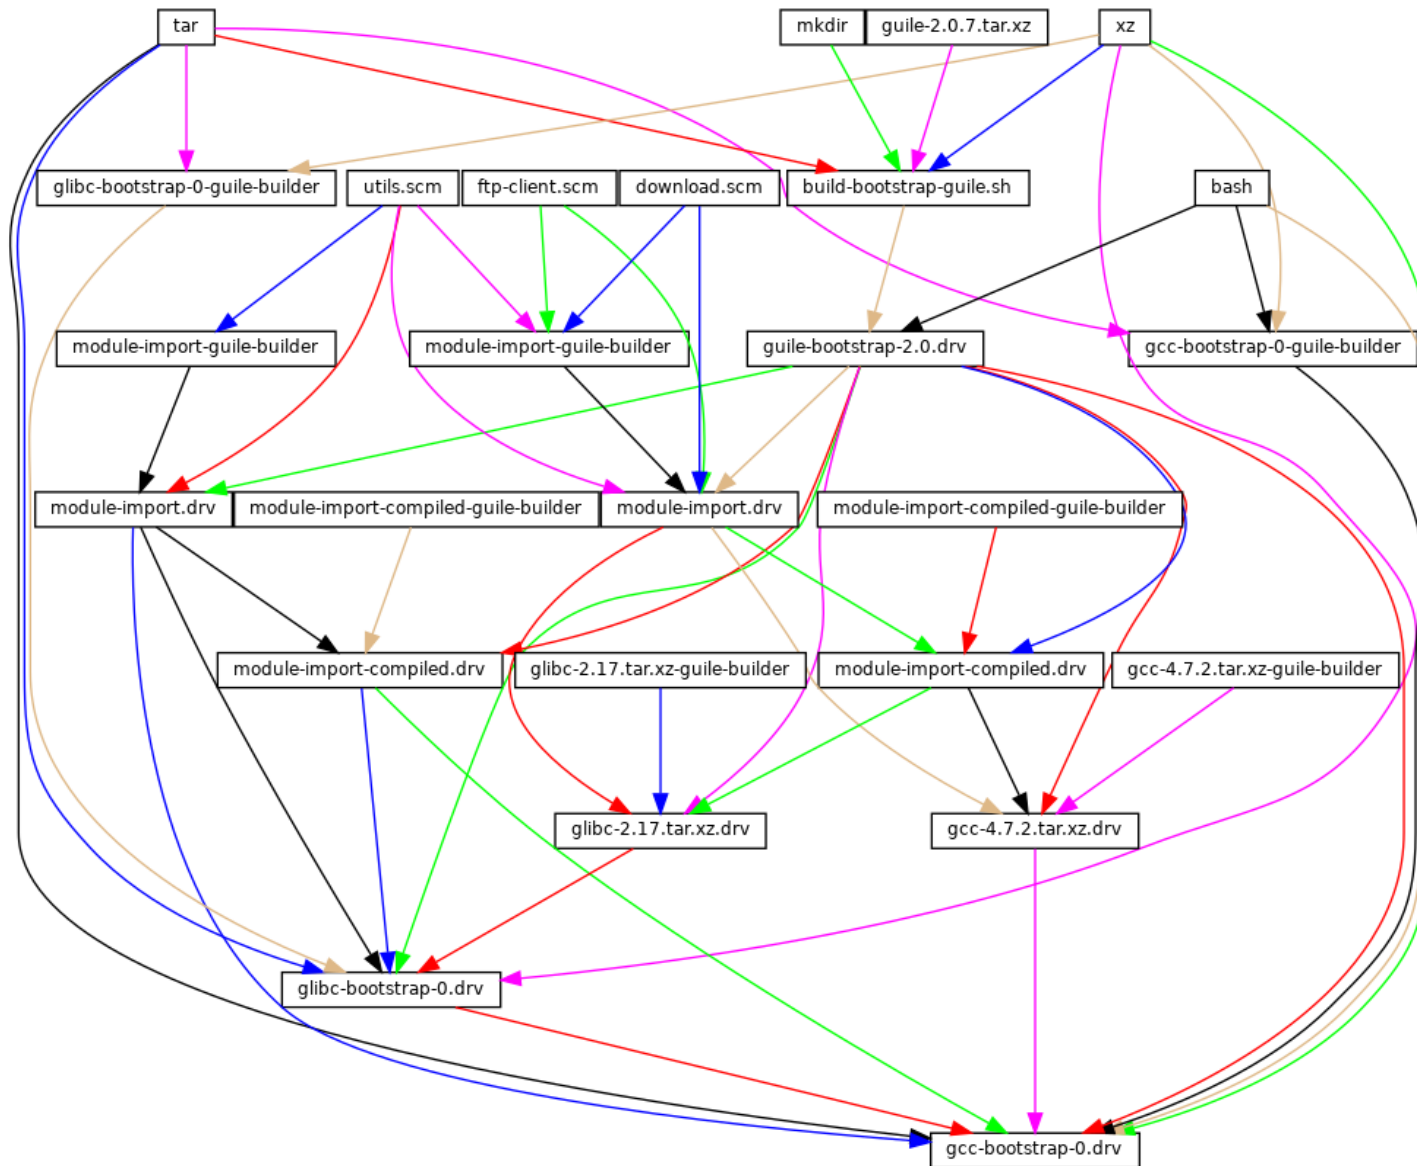 tar
mkdir
guile-2.0.7.tar.xz
xz
glibc-bootstrap-0-guile-builder
utils.scm
ftp-client.scm
download.scm
build-bootstrap-guile.sh
bash
module-import-guile-builder
module-import-guile-builder
guile-bootstrap-2.0.drv
gcc-bootstrap-0-guile-builder
module-import.drv
module-import-compiled-guile-builder
module-import.drv
module-import-compiled-guile-builder
module-import-compiled.drv
glibc-2.17.tar.xz-guile-builder
module-import-compiled.drv
gcc-4.7.2.tar.xz-guile-builder
glibc-2.17.tar.xz.drv
gcc-4.7.2.tar.xz.drv
glibc-bootstrap-0.drv
gcc-bootstrap-0.drv